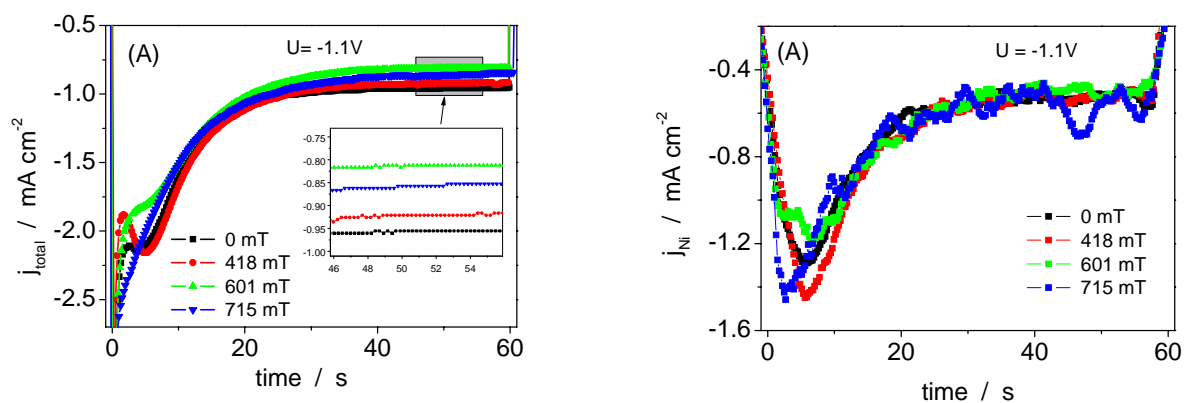 (A)
U= -1.1V
-0.5
-1.0
-1.5
-2.0
-2.5
j_total / mA cm⁻²
-0.75
-0.80
-0.85
-0.90
-0.95
-1.00
46 48 50 52 54
0 mT
418 mT
601 mT
715 mT
0 20 40 60
time / s
(A)
U = -1.1V
-0.4
-0.8
-1.2
-1.6
j_Ni / mA cm⁻²
0 mT
418 mT
601 mT
715 mT
0 20 40 60
time / s